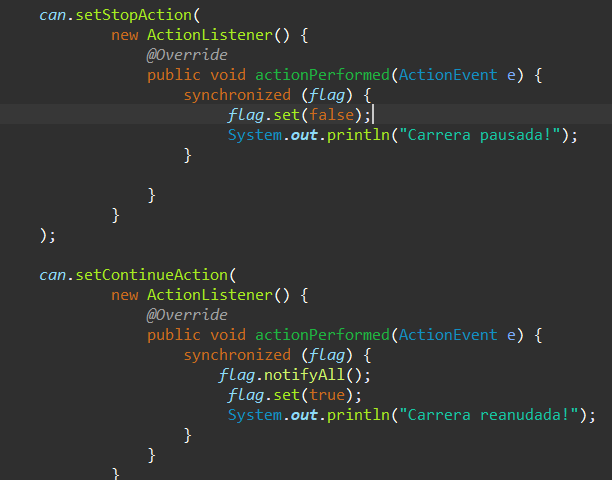 can.setStopAction(
new ActionListener() {
@Override
public void actionPerformed(ActionEvent e) {
synchronized (flag) {
flag.set(false);
System.out.println("Carrera pausada!");
}
}
}
);
can.setContinueAction(
new ActionListener() {
@Override
public void actionPerformed(ActionEvent e) {
synchronized (flag) {
flag.notifyAll();
flag.set(true);
System.out.println("Carrera reanudada!");
}
}
}